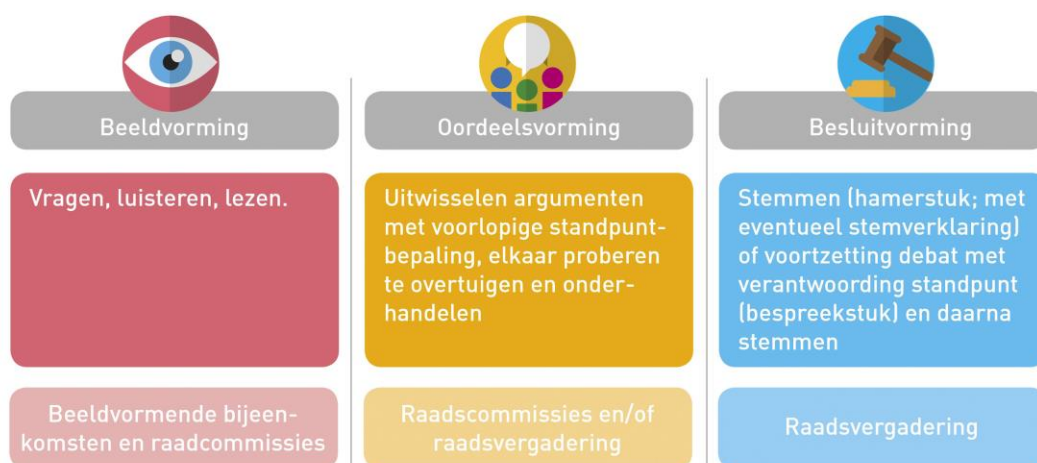 Beeldvorming
Vragen, luisteren, lezen.
Beeldvormende bijeen-
komsten en raadcommissies
Oordeelsvorming
Uitwisselen argumenten
met voorlopige standpunt-
bepaling, elkaar proberen
te overtuigen en onder-
handelen
Raadscommissies en/of
raadsvergadering
Besluitvorming
Stemmen (hamerstuk; met
eventueel stemverklaring)
of voortzetting debat met
verantwoording standpunt
(bespreekstuk) en daarna
stemmen
Raadsvergadering